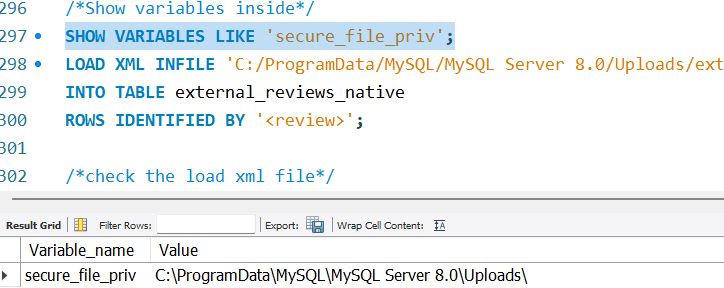 296 /*Show variables inside*/
297 SHOW VARIABLES LIKE 'secure_file_priv';
298 LOAD XML INFILE 'C:/ProgramData/MySQL/MySQL Server 8.0/Uploads/ext
299 INTO TABLE external_reviews_native
300 ROWS IDENTIFIED BY '<review>';
301
302 /*check the load xml file*/
Result Grid Filter Rows: Export: Wrap Cell Content: IA
Variable_name Value
secure_file_priv C:\ProgramData\MySQL\MySQL Server 8.0\Uploads\